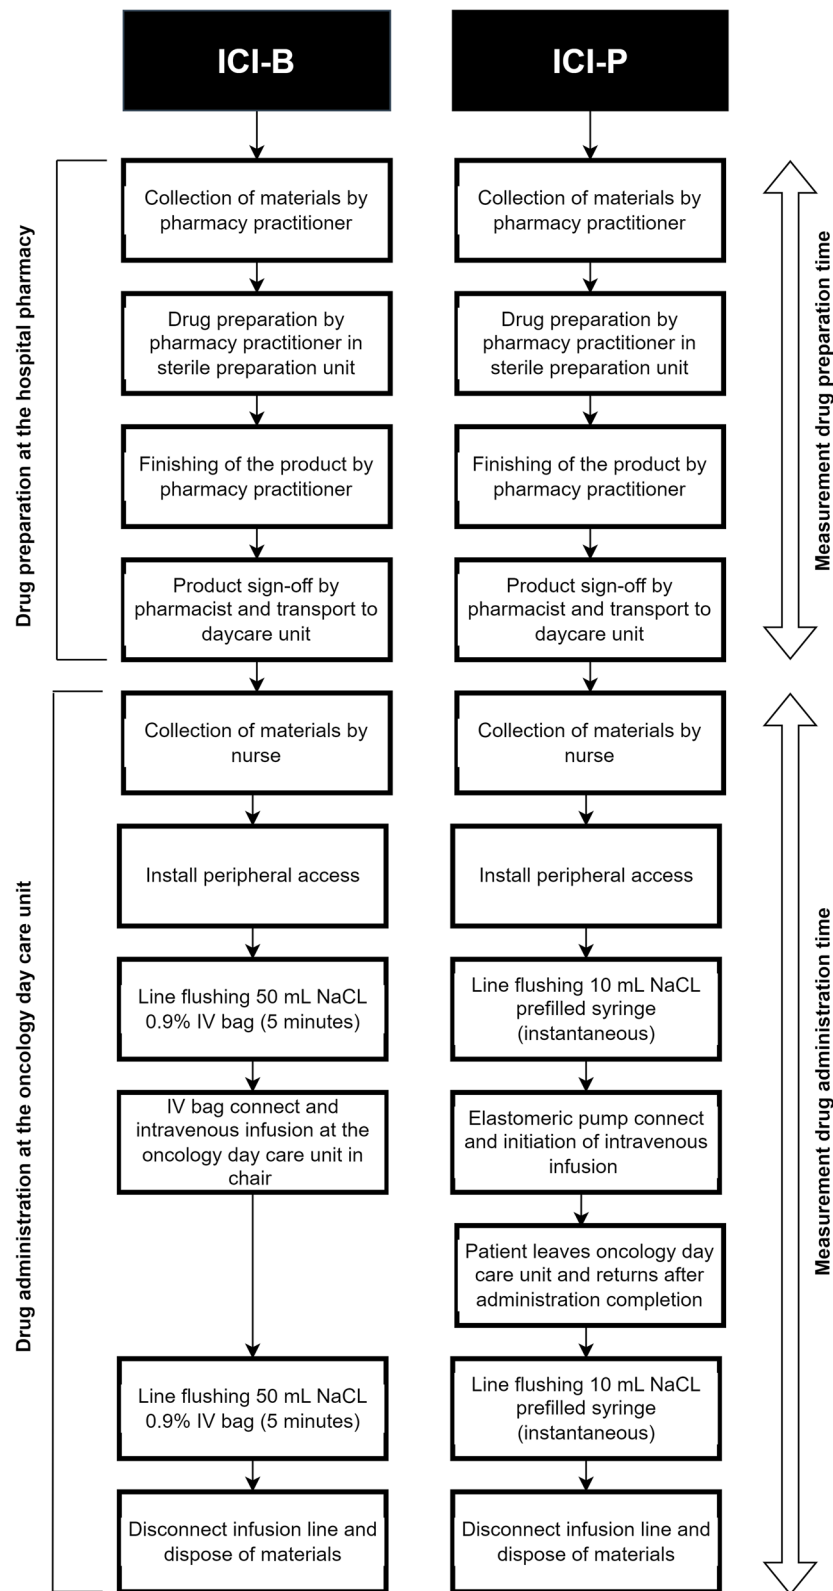 ICI-B
ICI-P
Drug preparation at the hospital pharmacy
Collection of materials by
pharmacy practitioner
Collection of materials by
pharmacy practitioner
Measurement drug preparation time
Drug preparation by
pharmacy practitioner in
sterile preparation unit
Drug preparation by
pharmacy practitioner in
sterile preparation unit
Finishing of the product by
pharmacy practitioner
Finishing of the product by
pharmacy practitioner
Product sign-off by
pharmacist and transport to
daycare unit
Product sign-off by
pharmacist and transport to
daycare unit
Drug administration at the oncology day care unit
Collection of materials by
nurse
Collection of materials by
nurse
Measurement drug administration time
Install peripheral access
Install peripheral access
Line flushing 50 mL NaCL
0.9% IV bag (5 minutes)
Line flushing 10 mL NaCL
prefilled syringe
(instantaneous)
IV bag connect and
intravenous infusion at the
oncology day care unit in
chair
Elastomeric pump connect
and initiation of intravenous
infusion
Patient leaves oncology day
care unit and returns after
administration completion
Line flushing 50 mL NaCL
0.9% IV bag (5 minutes)
Line flushing 10 mL NaCL
prefilled syringe
(instantaneous)
Disconnect infusion line and
dispose of materials
Disconnect infusion line and
dispose of materials